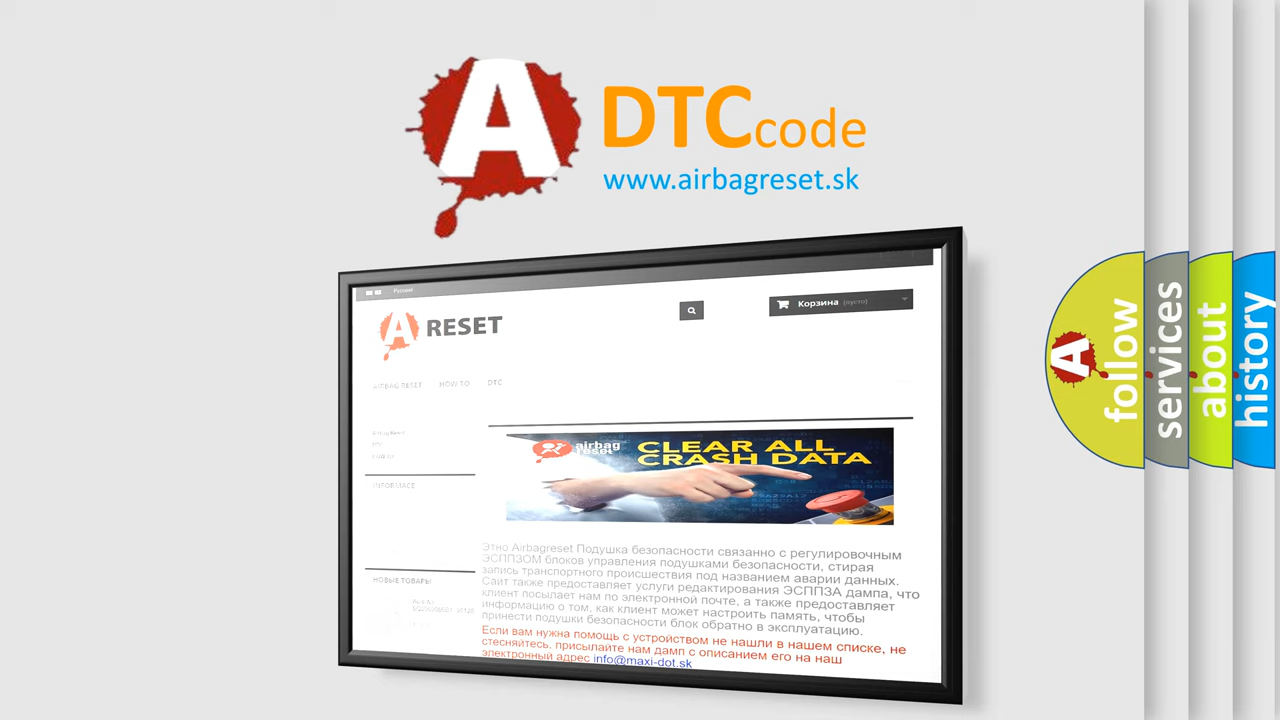 A DTCcode
www.airbagreset.sk
Русский
Корзина (пусто)
A RESET
AIRBAG RESET HOW TO DTC
Airbag Reset
DTC
INFORMACE
airbag
reset
CLEAR ALL
CRASH DATA
Этно Airbagreset Подушка безопасности связанно с регулировочным
ЭСППЗОМ блоков управления подушками безопасности, стирая
запись транспортного происшествия под названием аварии данных.
Сайт также предоставляет услуги редактирования ЭСППЗА дампа, что
клиент посылает нам по электронной почте, а также предоставляет
информацию о том, как клиент может настроить память, чтобы
принести подушки безопасности блок обратно в эксплуатацию.
Если вам нужна помощь с устройством не нашли в нашем списке, не
стесняйтесь, присылайте нам дамп с описанием его на наш
электронный адрес info@maxi-dot.sk
НОВЫЕ ТОВАРЫ
A follow
services
about
history